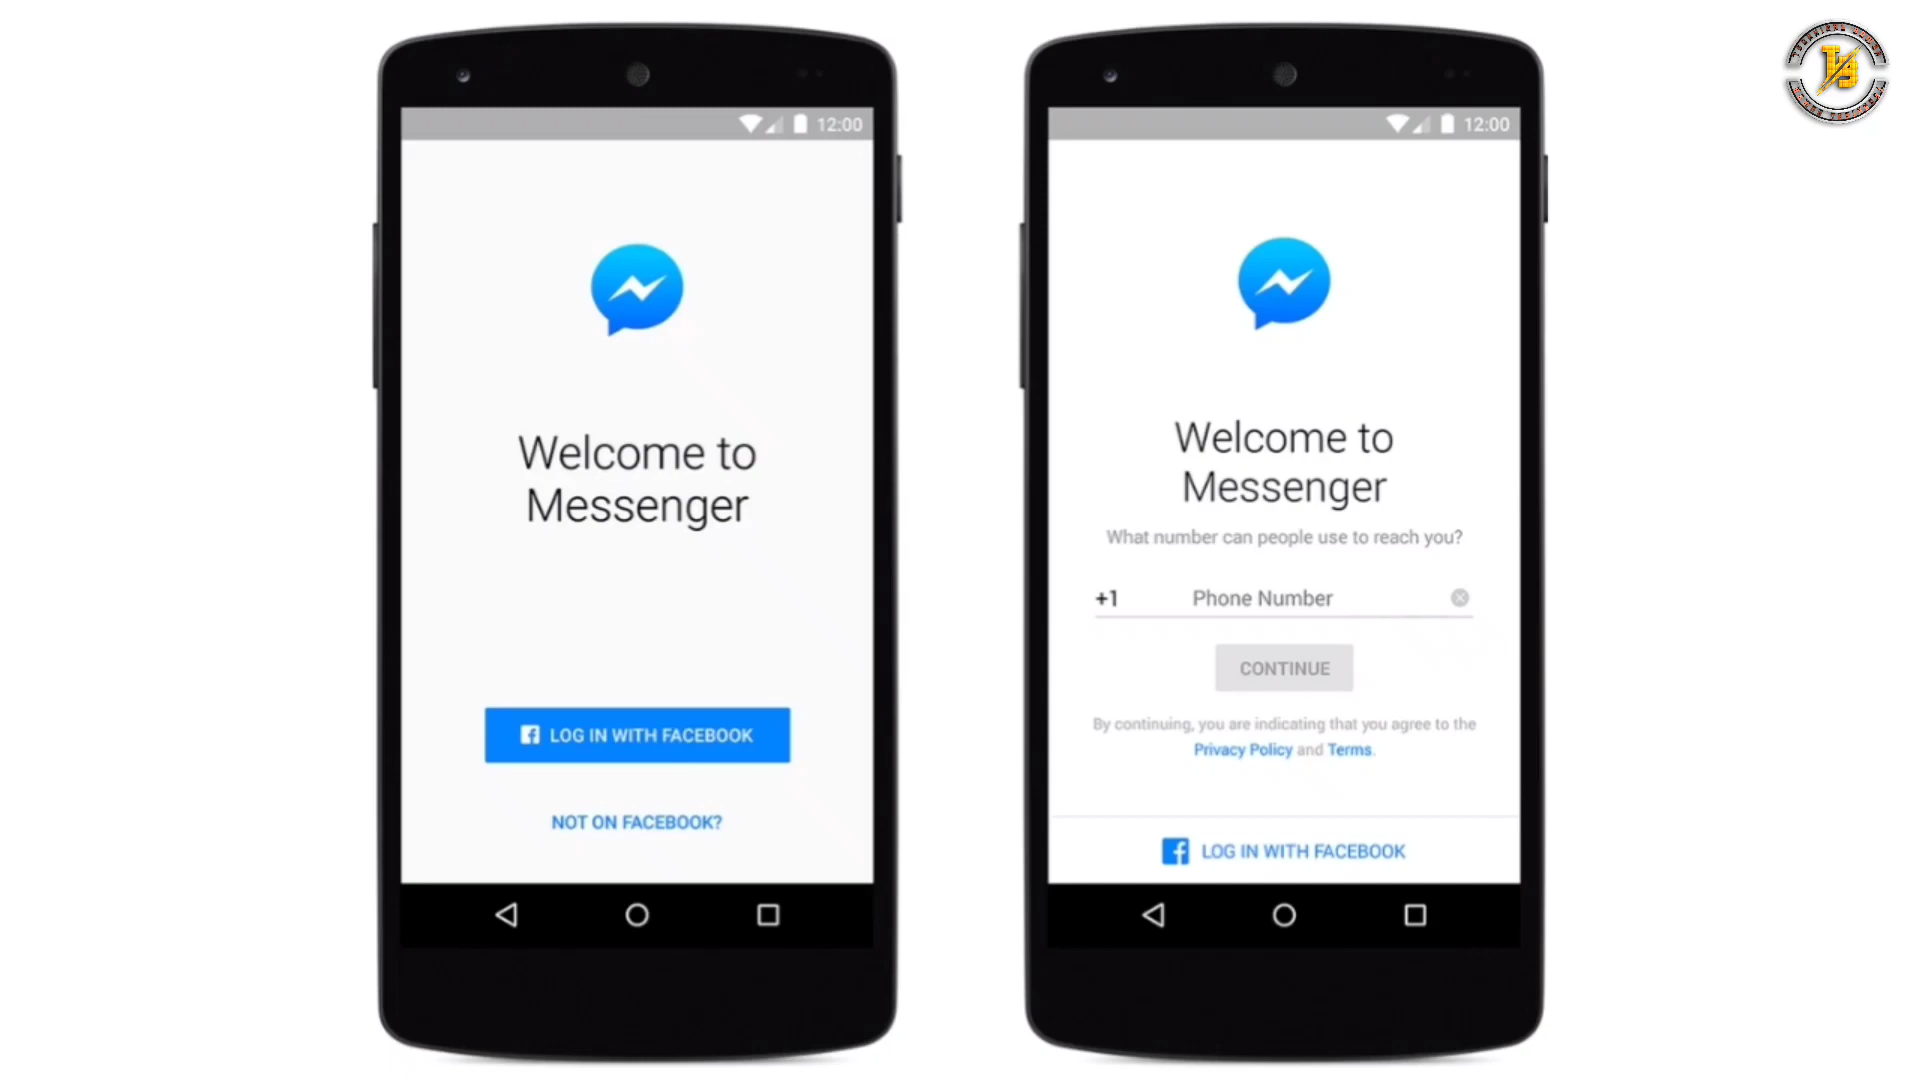 12:00
Welcome to
Messenger
LOG IN WITH FACEBOOK
NOT ON FACEBOOK?
12:00
Welcome to
Messenger
What number can people use to reach you?
+1 Phone Number
CONTINUE
By continuing, you are indicating that you agree to the
Privacy Policy and Terms.
LOG IN WITH FACEBOOK